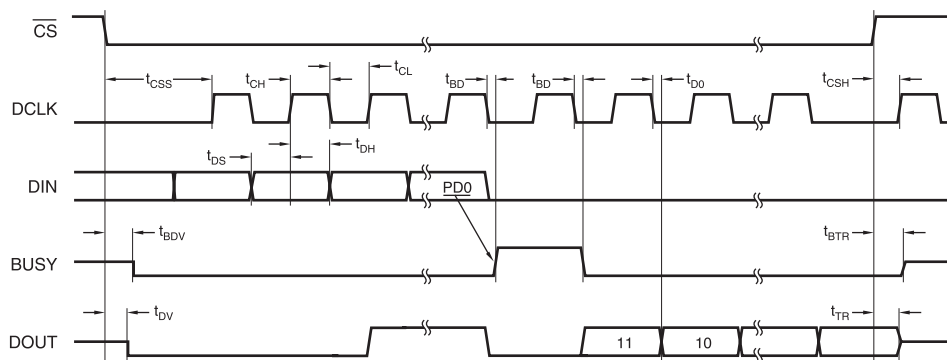 CS
tCSS
tCH
tCL
tBD
tBD
tD0
tCSH
DCLK
tDS
tDH
DIN
PD0
tBDV
tBTR
BUSY
tDV
tTR
DOUT
11
10